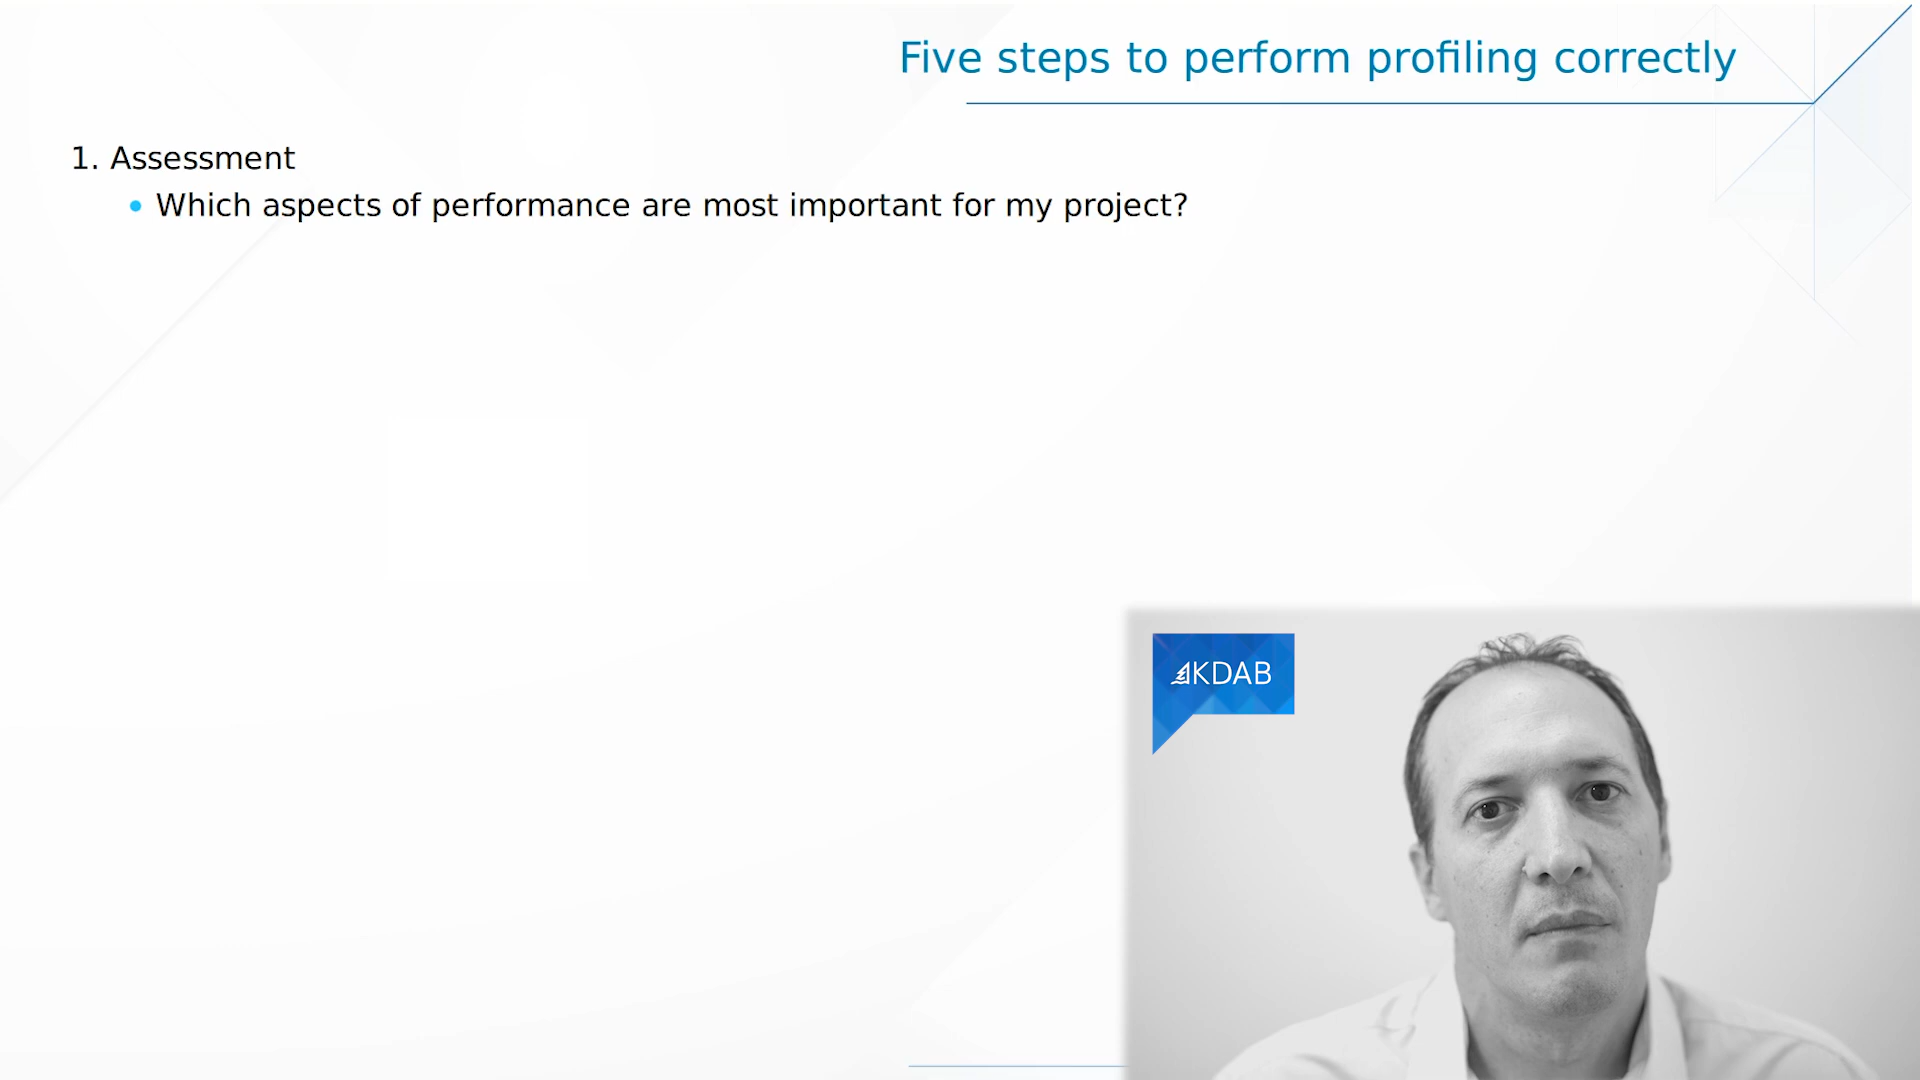 Five steps to perform profiling correctly
1. Assessment
• Which aspects of performance are most important for my project?
KDAB